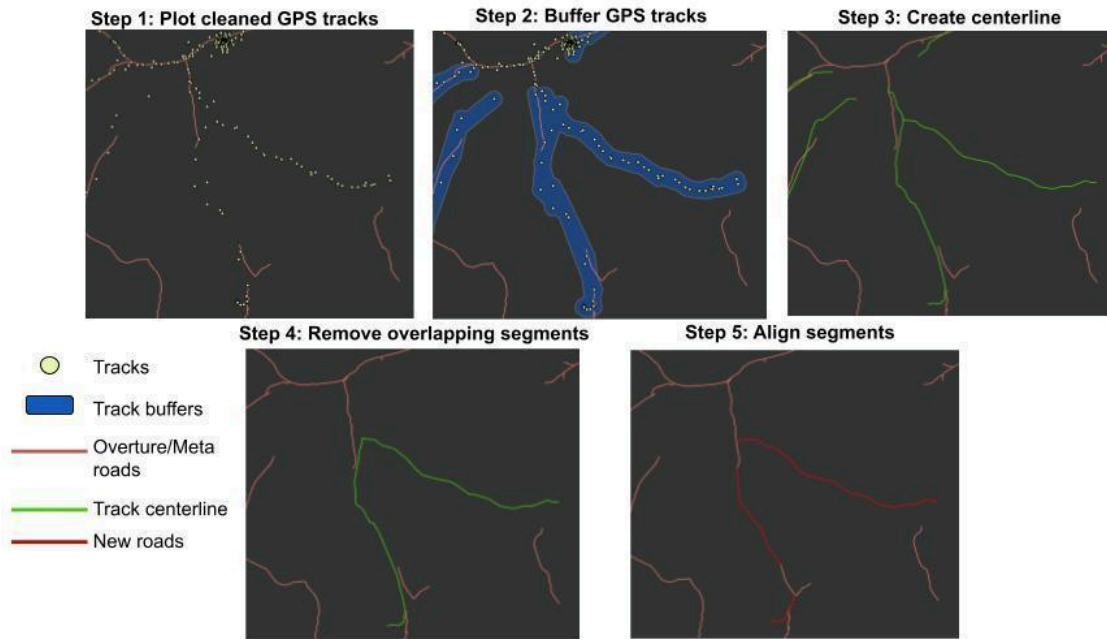 Step 1: Plot cleaned GPS tracks
Step 2: Buffer GPS tracks
Step 3: Create centerline
Step 4: Remove overlapping segments
Step 5: Align segments
Tracks
Track buffers
Overture/Meta
roads
Track centerline
New roads